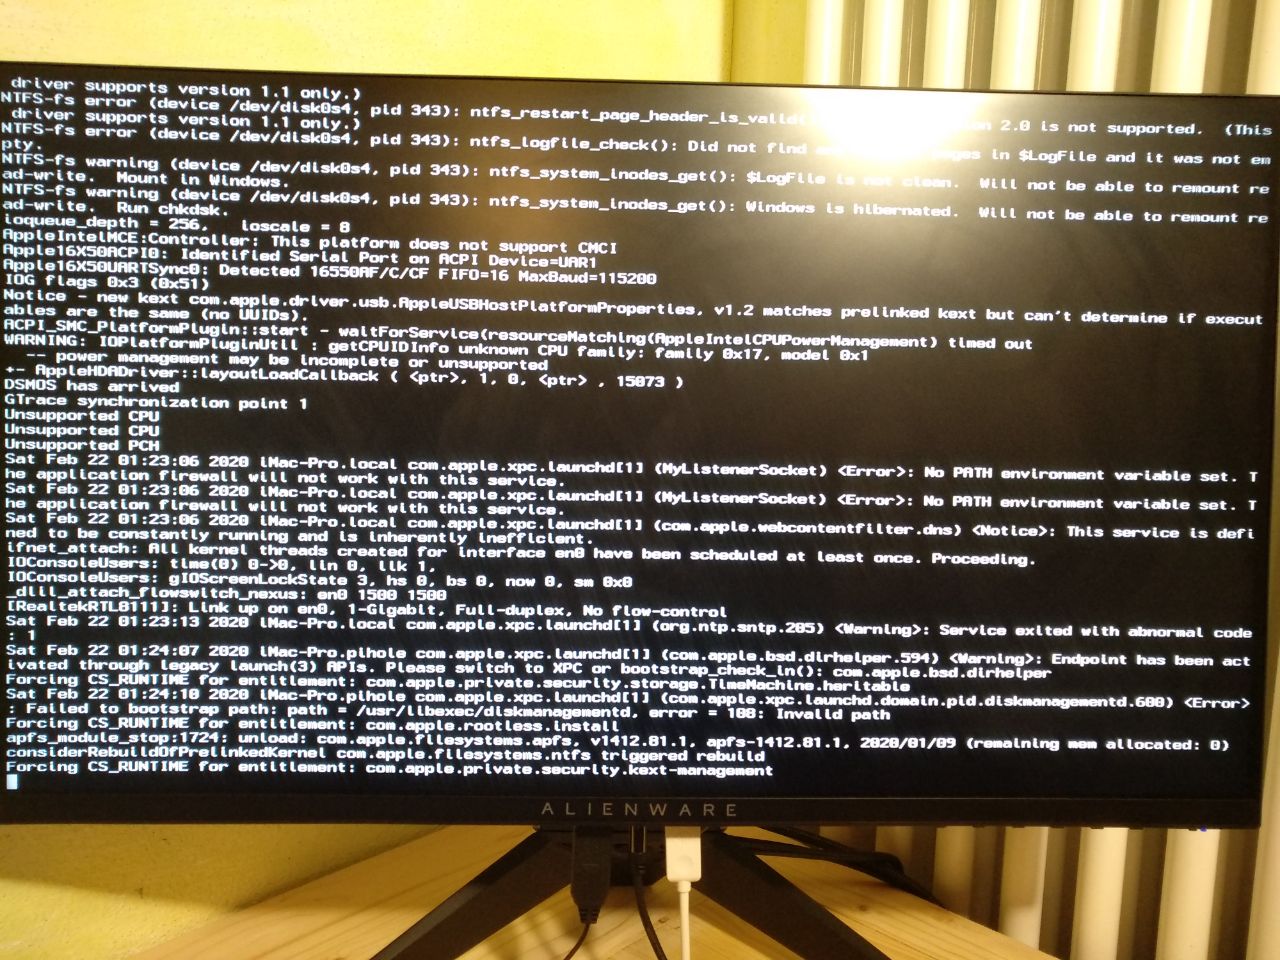 driver supports version 1.1 only.)
NTFS-fs error (device /dev/disk0s4, pid 343): ntfs_restart_page_header_is_valid( 2.0 is not supported. (This
driver supports version 1.1 only.)
NTFS-fs error (device /dev/disk0s4, pid 343): ntfs_logfile_check(): Did not find in $LogFile and it was not em
pty.
NTFS-fs warning (device /dev/disk0s4, pid 343): ntfs_system_inodes_get(): $LogFile is not clean. Will not be able to remount re
ad-write. Mount in Windows.
NTFS-fs warning (device /dev/disk0s4, pid 343): ntfs_system_inodes_get(): Windows is hibernated. Will not be able to remount re
ad-write. Run chkdsk.
ioqueue_depth = 256, ioscale = 8
AppleIntelMCE:Controller: This platform does not support CMCI
Apple16X50ACPI0: Identified Serial Port on ACPI Device=UAR1
Apple16X50UARTSync0: Detected 16550AF/C/CF FIFO=16 MaxBaud=115200
IOG flags 0x3 (0x51)
Notice - new kext com.apple.driver.usb.AppleUSBHostPlatformProperties, v1.2 matches prelinked kext but can't determine if execut
ables are the same (no UUIDs).
ACPI_SMC_PlatformPlugin::start - waitForService(resourceMatching(AppleIntelCPUPowerManagement) timed out
WARNING: IOPlatformPluginUtil : getCPUIDInfo unknown CPU family: family 0x17, model 0x1
-- power management may be incomplete or unsupported
+- AppleHDADriver::layoutLoadCallback ( <ptr>, 1, 0, <ptr> , 15073 )
DSMOS has arrived
GTrace synchronization point 1
Unsupported CPU
Unsupported CPU
Unsupported PCH
Sat Feb 22 01:23:06 2020 iMac-Pro.local com.apple.xpc.launchd[1] (MyListenerSocket) <Error>: No PATH environment variable set. T
he application firewall will not work with this service.
Sat Feb 22 01:23:06 2020 iMac-Pro.local com.apple.xpc.launchd[1] (MyListenerSocket) <Error>: No PATH environment variable set. T
he application firewall will not work with this service.
Sat Feb 22 01:23:06 2020 iMac-Pro.local com.apple.xpc.launchd[1] (com.apple.webcontentfilter.dns) <Notice>: This service is defi
ned to be constantly running and is inherently inefficient.
ifnet_attach: All kernel threads created for interface en0 have been scheduled at least once. Proceeding.
IOConsoleUsers: time(0) 0->0, lin 0, llk 1,
IOConsoleUsers: gIOScreenLockState 3, hs 0, bs 0, now 0, sm 0x0
_dlil_attach_flowswitch_nexus: en0 1500 1500
[RealtekRTL8111]: Link up on en0, 1-Gigabit, Full-duplex, No flow-control
Sat Feb 22 01:23:13 2020 iMac-Pro.local com.apple.xpc.launchd[1] (org.ntp.sntp.205) <Warning>: Service exited with abnormal code
: 1
Sat Feb 22 01:24:07 2020 iMac-Pro.pihole com.apple.xpc.launchd[1] (com.apple.bsd.dirhelper.594) <Warning>: Endpoint has been act
ivated through legacy launch(3) APIs. Please switch to XPC or bootstrap_check_in(): com.apple.bsd.dirhelper
Forcing CS_RUNTIME for entitlement: com.apple.private.security.storage.TimeMachine.heritable
Sat Feb 22 01:24:10 2020 iMac-Pro.pihole com.apple.xpc.launchd[1] (com.apple.xpc.launchd.domain.pid.diskmanagementd.600) <Error>
: Failed to bootstrap path: path = /usr/libexec/diskmanagementd, error = 108: Invalid path
Forcing CS_RUNTIME for entitlement: com.apple.rootless.install
apfs_module_stop:1724: unload: com.apple.filesystems.apfs, v1412.81.1, apfs-1412.81.1, 2020/01/09 (remaining mem allocated: 0)
considerRebuildOfPrelinkedKernel com.apple.filesystems.ntfs triggered rebuild
Forcing CS_RUNTIME for entitlement: com.apple.private.security.kext-management
ALIENWARE